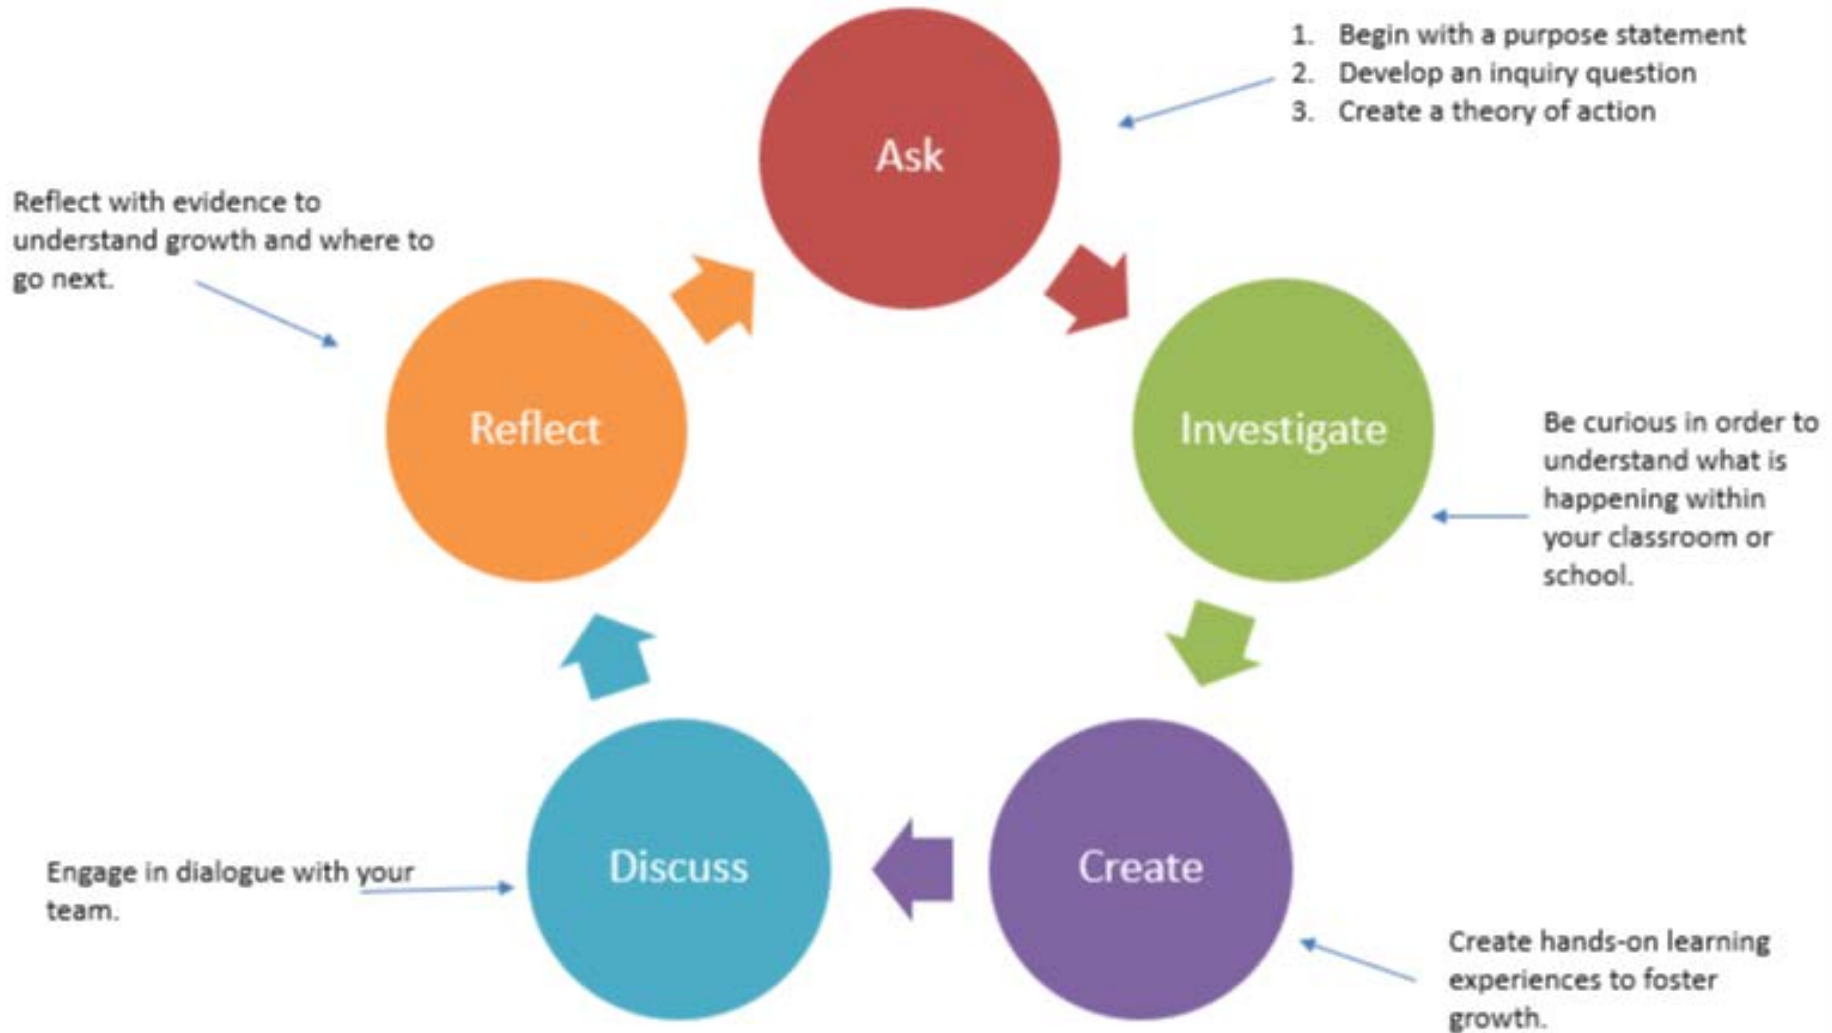 Ask
1. Begin with a purpose statement
2. Develop an inquiry question
3. Create a theory of action
Investigate
Be curious in order to
understand what is
happening within
your classroom or
school.
Create
Create hands-on learning
experiences to foster
growth.
Discuss
Engage in dialogue with your
team.
Reflect
Reflect with evidence to
understand growth and where to
go next.